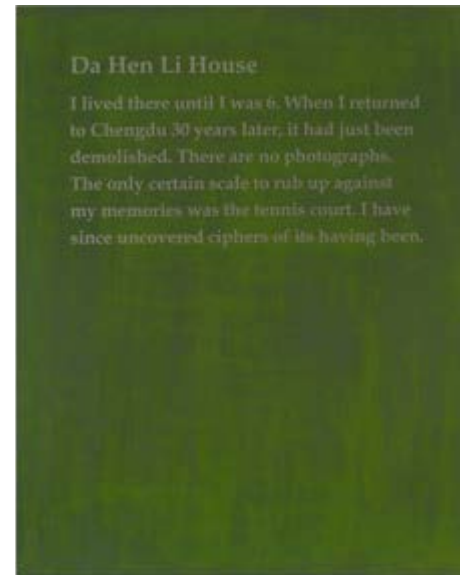 Da Hen Li House
I lived there until I was 6. When I returned
to Chengdu 30 years later, it had just been
demolished. There are no photographs.
The only certain scale to rub up against
my memories was the tennis court. I have
since uncovered ciphers of its having been.